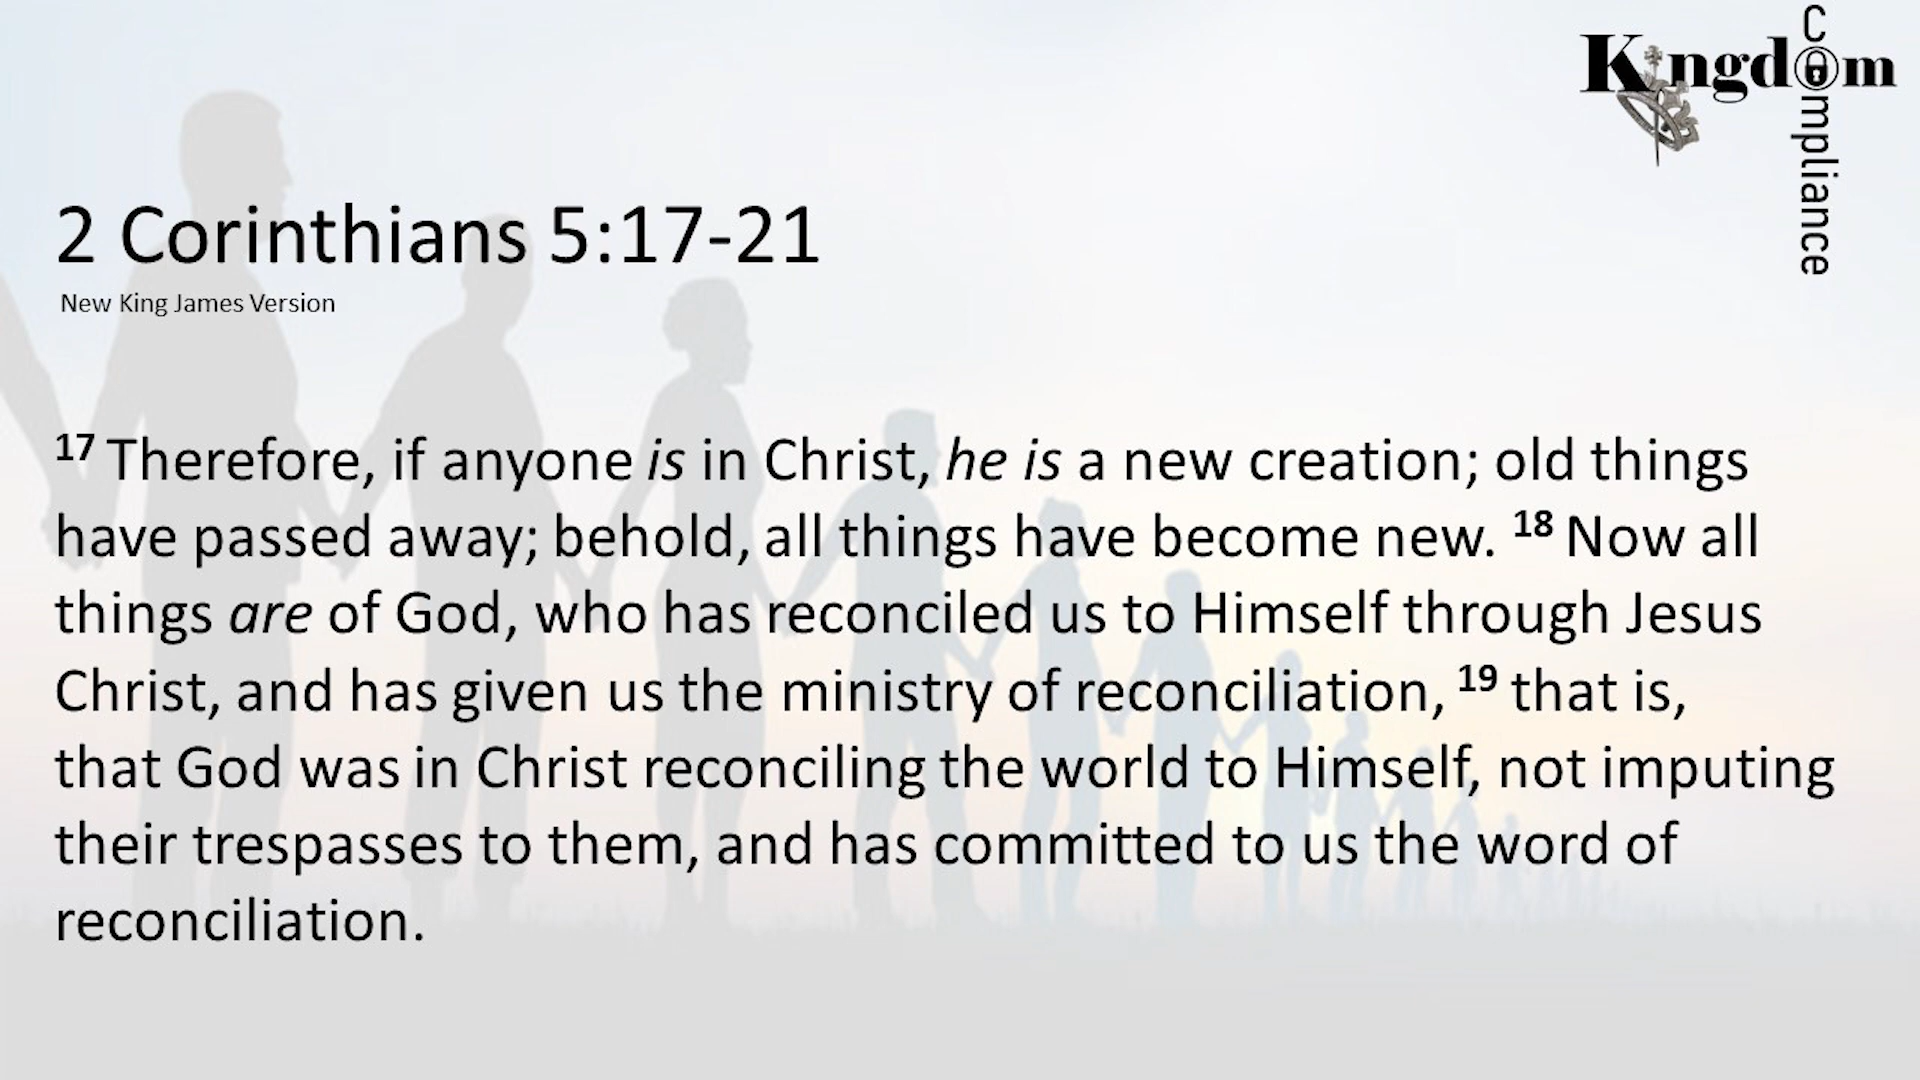 Kingdom
Compliance
2 Corinthians 5:17-21
New King James Version
17 Therefore, if anyone is in Christ, he is a new creation; old things
have passed away; behold, all things have become new. 18 Now all
things are of God, who has reconciled us to Himself through Jesus
Christ, and has given us the ministry of reconciliation, 19 that is,
that God was in Christ reconciling the world to Himself, not imputing
their trespasses to them, and has committed to us the word of
reconciliation.